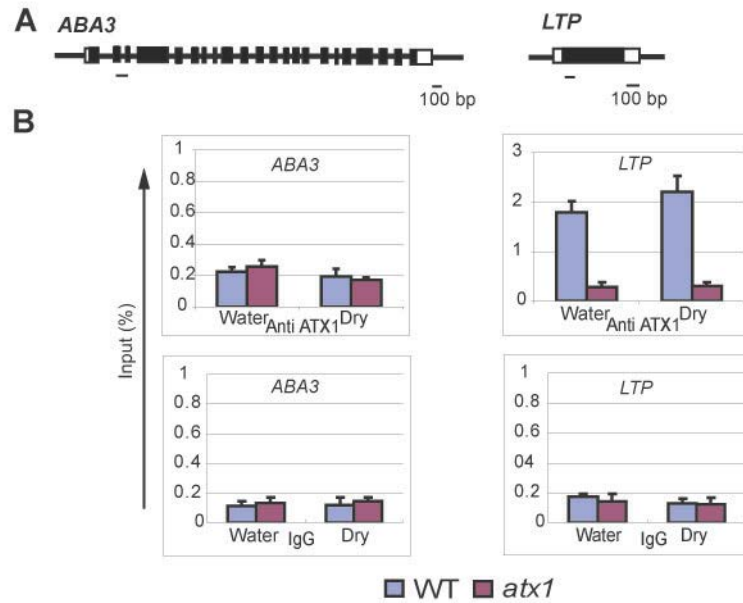 A
ABA3
LTP
100 bp
100 bp
B
Input (%)
1
0.8
0.6
0.4
0.2
0
ABA3
Water
Dry
Anti ATX1
3
2
1
0
LTP
Water
Dry
Anti ATX1
1
0.8
0.6
0 4
0.2
0
ABA3
Water
IgG
Dry
1
0.8
0 6
0 4
0.2
0
LTP
Water
IgG
Dry
WT
atx1